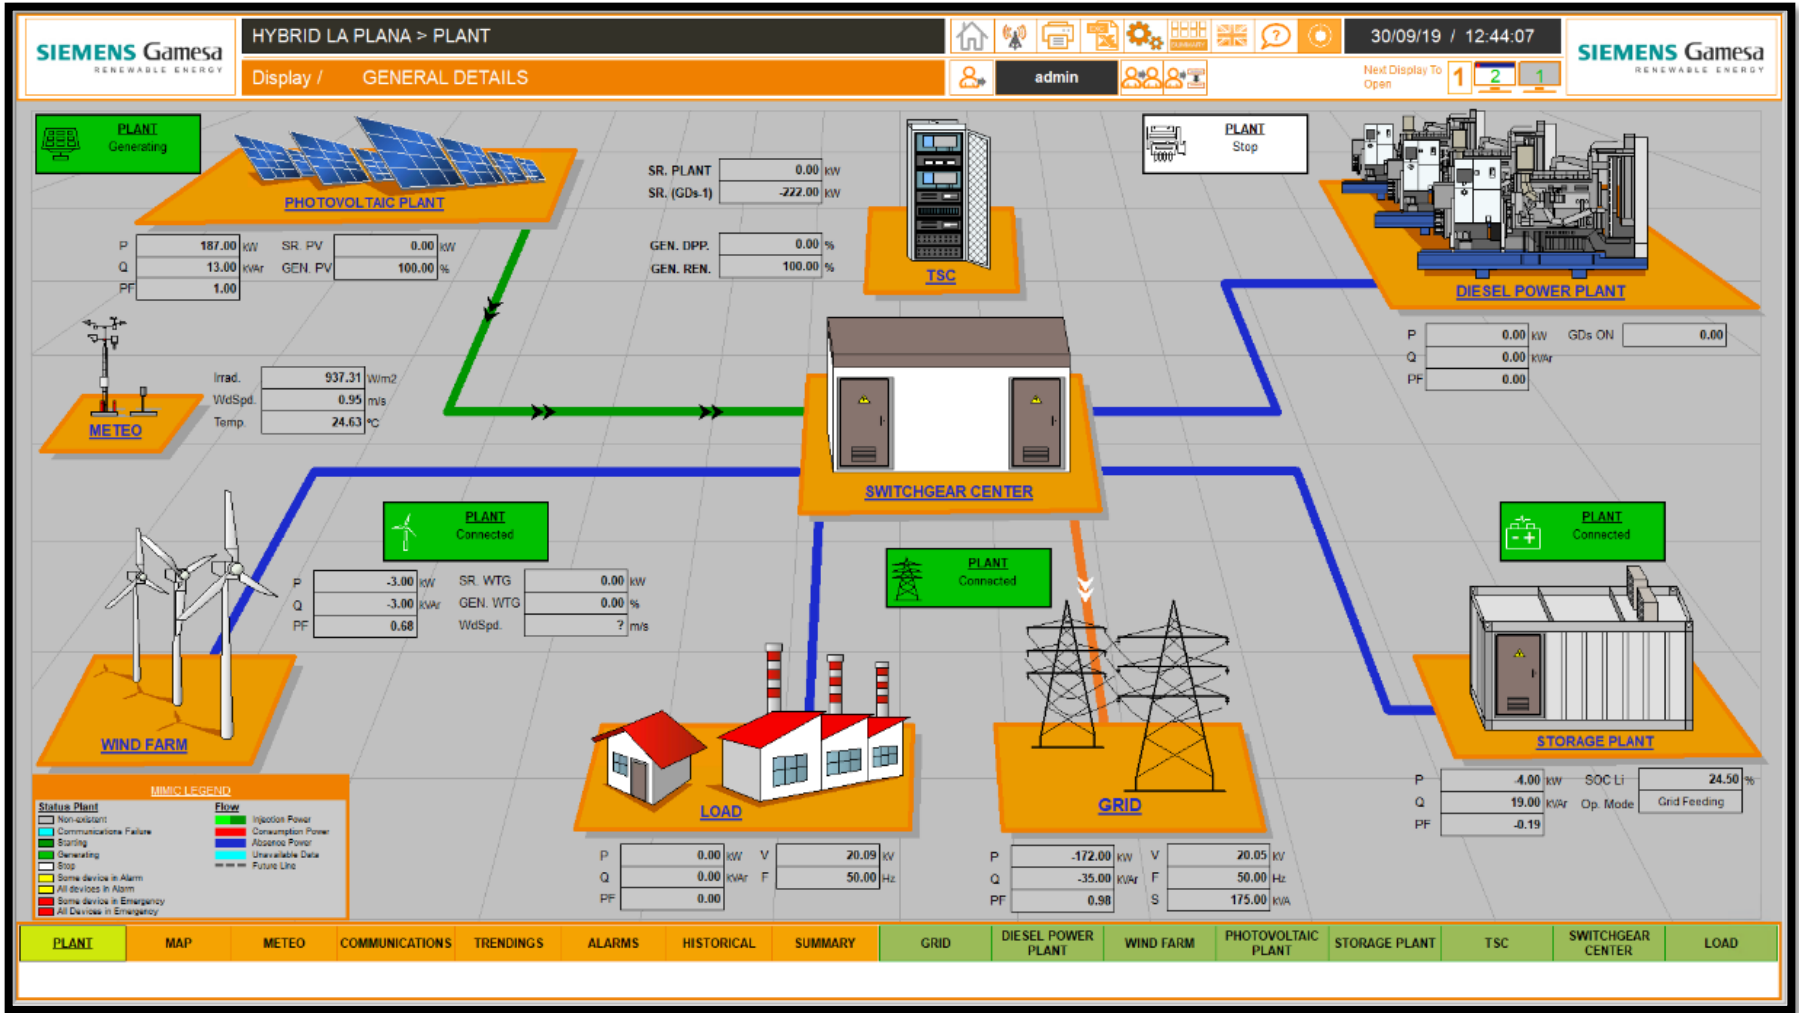 SIEMENS Gamesa
RENEWABLE ENERGY
HYBRID LA PLANA > PLANT
Display / GENERAL DETAILS
SUMMARY
30/09/19 / 12:44:07
admin
Next Display To
Open
1
2
1
SIEMENS Gamesa
RENEWABLE ENERGY
PLANT
Generating
PHOTOVOLTAIC PLANT
P 187.00 kW SR. PV 0.00 kW
Q 13.00 kVAr GEN. PV 100.00 %
PF 1.00
SR. PLANT 0.00 kW
SR. (GDs-1) -222.00 kW
GEN. DPP. 0.00 %
GEN. REN. 100.00 %
TSC
PLANT
Stop
DIESEL POWER PLANT
P 0.00 kW GDs ON 0.00
Q 0.00 kVAr
PF 0.00
METEO
Irrad. 937.31 W/m2
WdSpd. 0.95 m/s
Temp. 24.63 ºC
SWITCHGEAR CENTER
PLANT
Connected
P -3.00 kW SR. WTG 0.00 kW
Q -3.00 kVAr GEN. WTG 0.00 %
PF 0.68 WdSpd. ? m/s
WIND FARM
PLANT
Connected
PLANT
Connected
STORAGE PLANT
P -4.00 kW SOC Li 24.50 %
Q 19.00 kVAr Op. Mode Grid Feeding
PF -0.19
LOAD
P 0.00 kW V 20.09 kV
Q 0.00 kVAr F 50.00 Hz
PF 0.00
GRID
P -172.00 kW V 20.05 kV
Q -35.00 kVAr F 50.00 Hz
PF 0.98 S 175.00 kVA
MIMIC LEGEND
Status Plant Flow
Non-existent Injection Power
Communications Failure Consumption Power
Starting Absence Power
Generating Unavailable Data
Stop Future Line
Some device in Alarm
All devices in Alarm
Some device in Emergency
All Devices in Emergency
PLANT MAP METEO COMMUNICATIONS TRENDINGS ALARMS HISTORICAL SUMMARY GRID DIESEL POWER PLANT WIND FARM PHOTOVOLTAIC PLANT STORAGE PLANT TSC SWITCHGEAR CENTER LOAD